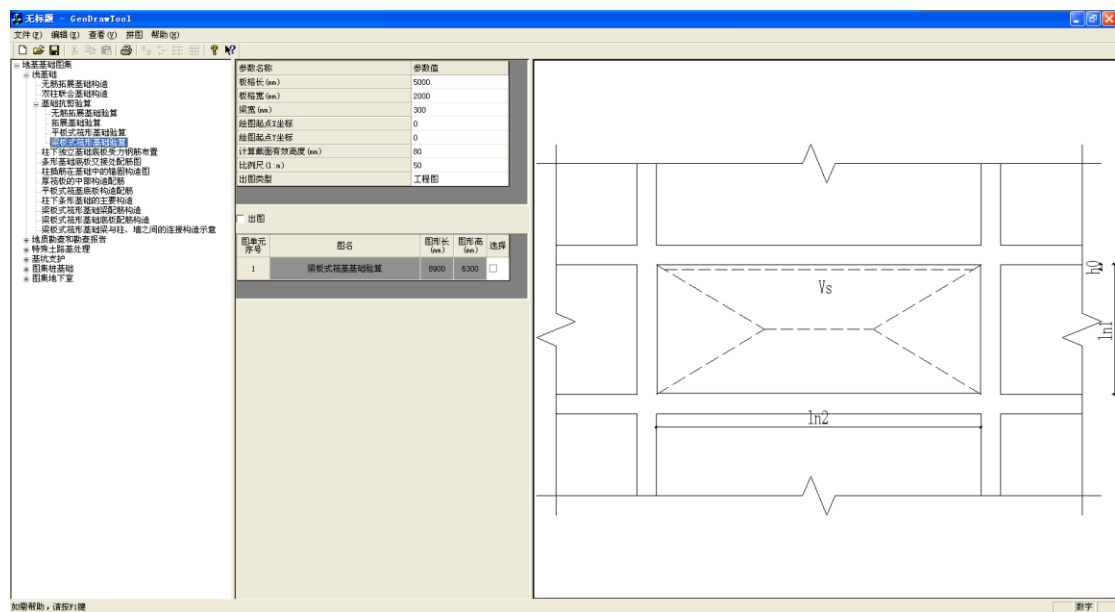 无标题 - GeoDrawTool
文件(F) 编辑(E) 查看(V) 拼图 帮助(H)
地基基础图集
浅基础
无筋拓展基础构造
双柱联合基础构造
基础抗剪验算
无筋拓展基础验算
拓展基础验算
平板式筏形基础验算
梁板式筏形基础验算
柱下独立基础底板受力钢筋布置
条形基础底板交接处配筋图
柱插筋在基础中的锚固构造图
厚筏板的中部构造配筋
平板式筏基底板构造配筋
柱下条形基础的主要构造
梁板式筏形基础梁配筋构造
梁板式筏形基础底板配筋构造
梁板式筏形基础梁与柱、墙之间的连接构造示意
地质勘查和勘查报告
特殊土路基处理
基坑支护
图集桩基础
图集地下室
参数名称 参数值
板格长(mm) 5000
板格宽(mm) 2000
梁宽(mm) 300
绘图起点X坐标 0
绘图起点Y坐标 0
计算截面有效高度(mm) 80
比例尺(1:m) 50
出图类型 工程图
出图
图单元序号 图名 图形长(mm) 图形高(mm) 选择
1 梁板式筏基基础验算 8900 6300
Vs
h0
ln1
ln2
如需帮助，请按F1键
数字